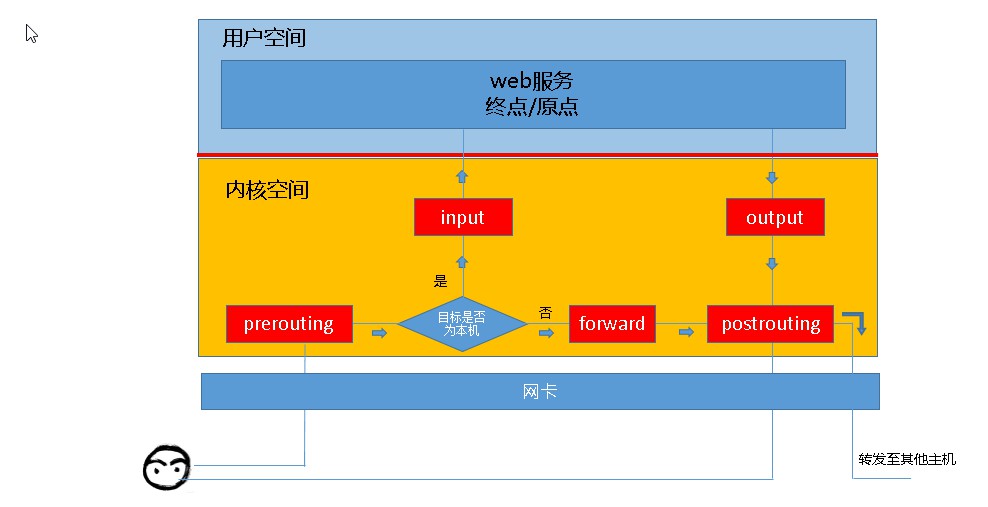 用户空间
web服务
终点/原点
内核空间
input
output
是
prerouting
目标是否
为本机
否
forward
postrouting
网卡
转发至其他主机